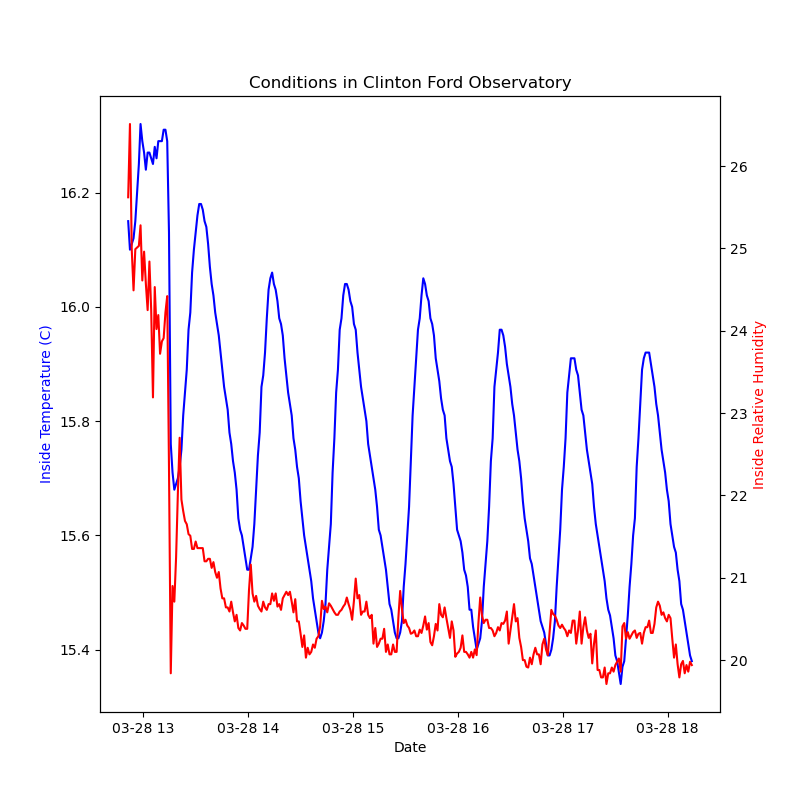 Conditions in Clinton Ford Observatory
Inside Temperature (C)
16.2
16.0
15.8
15.6
15.4
26
25
24
23
22
21
20
Inside Relative Humidity
03-28 13 03-28 14 03-28 15 03-28 16 03-28 17 03-28 18
Date